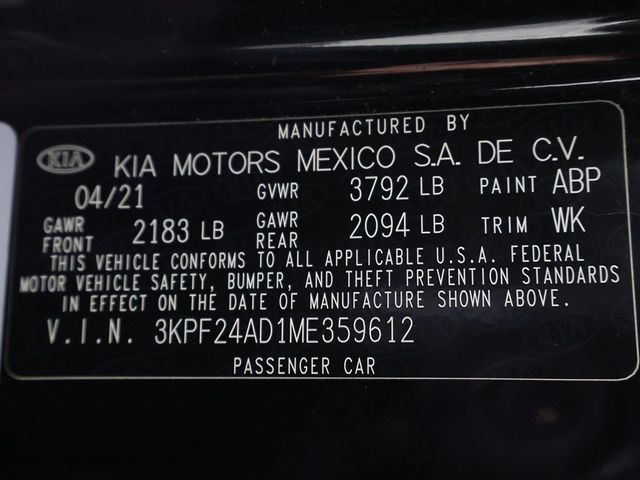 MANUFACTURED BY
KIA KIA MOTORS MEXICO S.A. DE C.V.
04/21 GVWR 3792 LB PAINT ABP
GAWR FRONT 2183 LB GAWR REAR 2094 LB TRIM WK
THIS VEHICLE CONFORMS TO ALL APPLICABLE U.S.A. FEDERAL
MOTOR VEHICLE SAFETY, BUMPER, AND THEFT PREVENTION STANDARDS
IN EFFECT ON THE DATE OF MANUFACTURE SHOWN ABOVE.
V.I.N. 3KPF24AD1ME359612
PASSENGER CAR